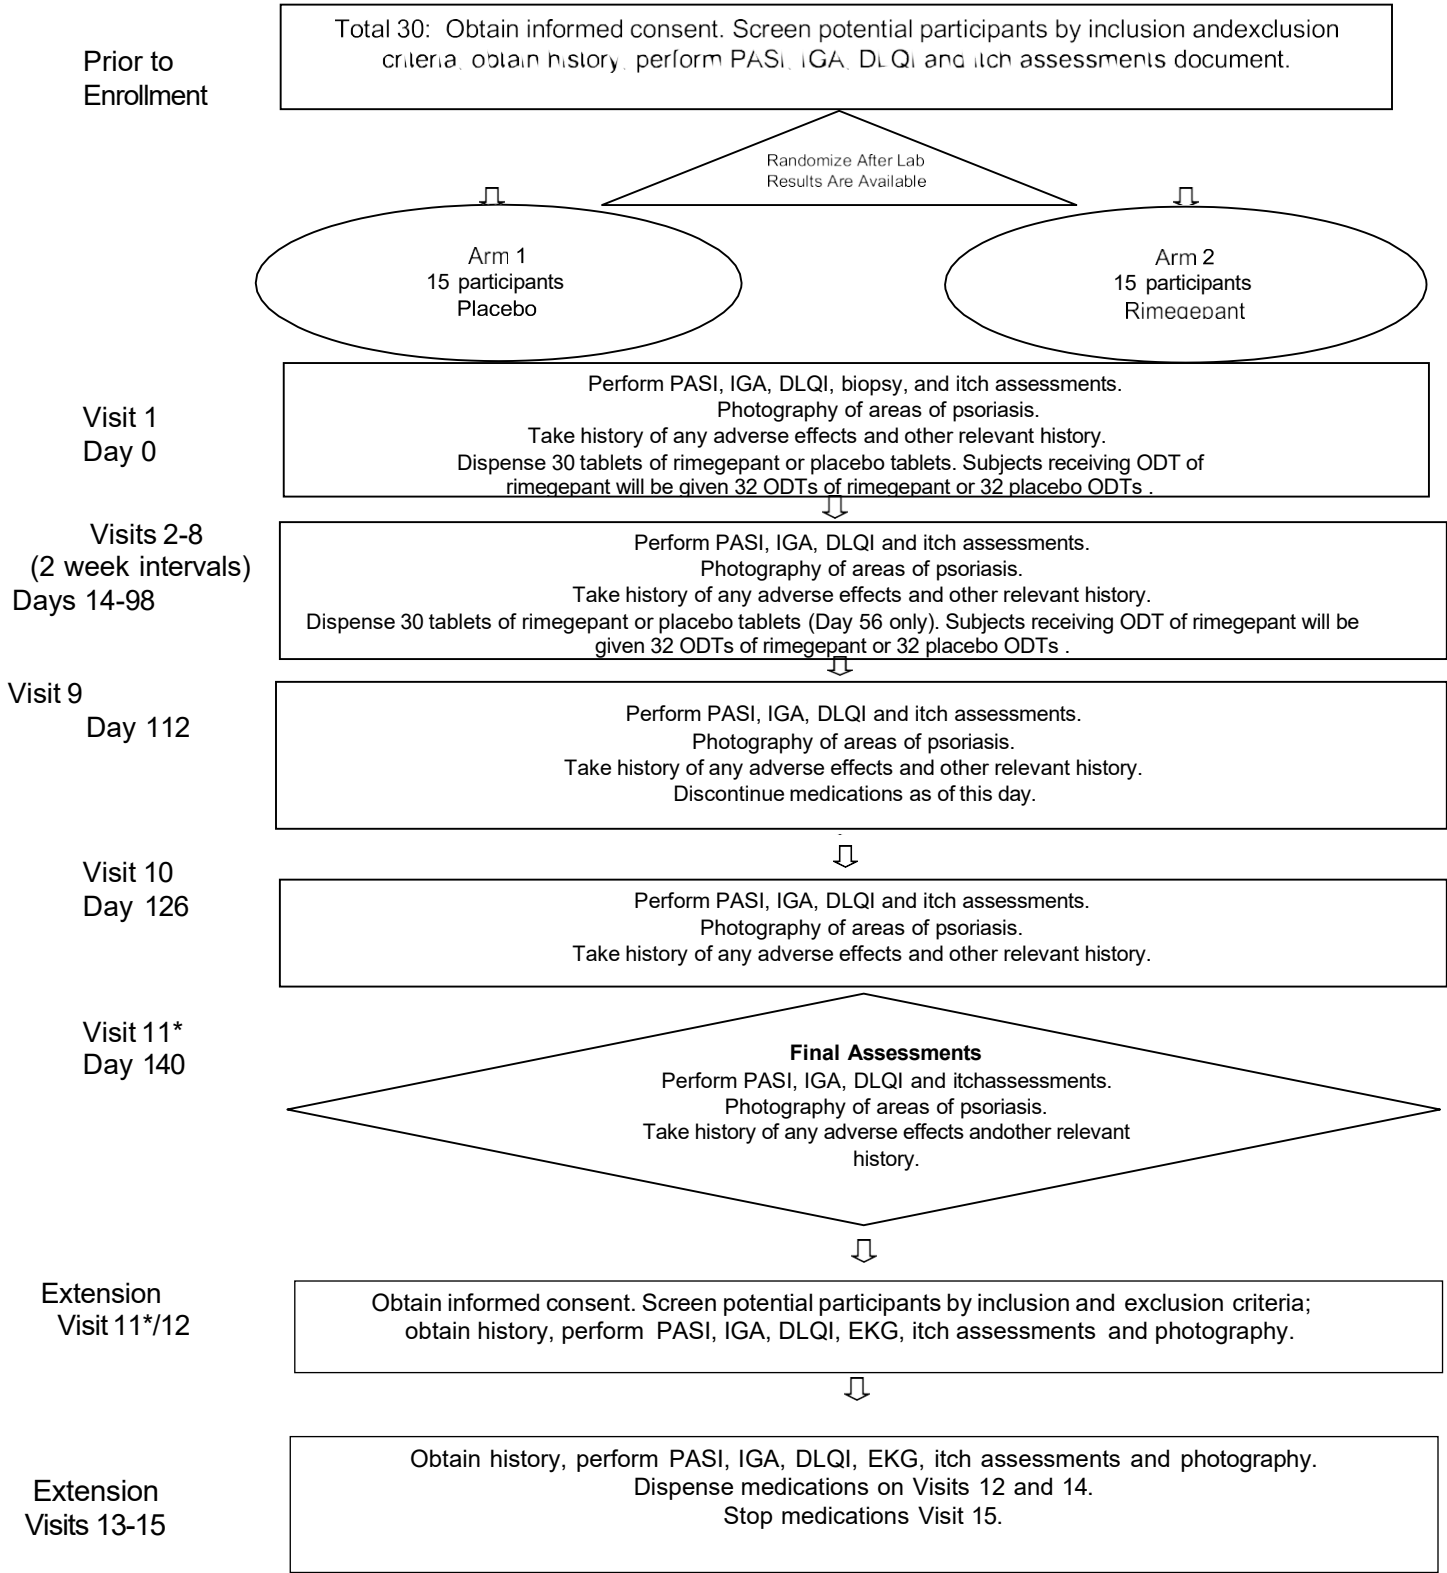 Prior to
Enrollment
Total 30: Obtain informed consent. Screen potential participants by inclusion andexclusion
criteria, obtain history, perform PASI, IGA, DLQI and itch assessments document.
Randomize After Lab
Results Are Available
Arm 1
15 participants
Placebo
Arm 2
15 participants
Rimegepant
Visit 1
Day 0
Perform PASI, IGA, DLQI, biopsy, and itch assessments.
Photography of areas of psoriasis.
Take history of any adverse effects and other relevant history.
Dispense 30 tablets of rimegepant or placebo tablets. Subjects receiving ODT of
rimegepant will be given 32 ODTs of rimegepant or 32 placebo ODTs .
Visits 2-8
(2 week intervals)
Days 14-98
Perform PASI, IGA, DLQI and itch assessments.
Photography of areas of psoriasis.
Take history of any adverse effects and other relevant history.
Dispense 30 tablets of rimegepant or placebo tablets (Day 56 only). Subjects receiving ODT of rimegepant will be
given 32 ODTs of rimegepant or 32 placebo ODTs .
Visit 9
Day 112
Perform PASI, IGA, DLQI and itch assessments.
Photography of areas of psoriasis.
Take history of any adverse effects and other relevant history.
Discontinue medications as of this day.
Visit 10
Day 126
Perform PASI, IGA, DLQI and itch assessments.
Photography of areas of psoriasis.
Take history of any adverse effects and other relevant history.
Visit 11*
Day 140
Final Assessments
Perform PASI, IGA, DLQI and itchassessments.
Photography of areas of psoriasis.
Take history of any adverse effects andother relevant
history.
Extension
Visit 11*/12
Obtain informed consent. Screen potential participants by inclusion and exclusion criteria;
obtain history, perform PASI, IGA, DLQI, EKG, itch assessments and photography.
Extension
Visits 13-15
Obtain history, perform PASI, IGA, DLQI, EKG, itch assessments and photography.
Dispense medications on Visits 12 and 14.
Stop medications Visit 15.